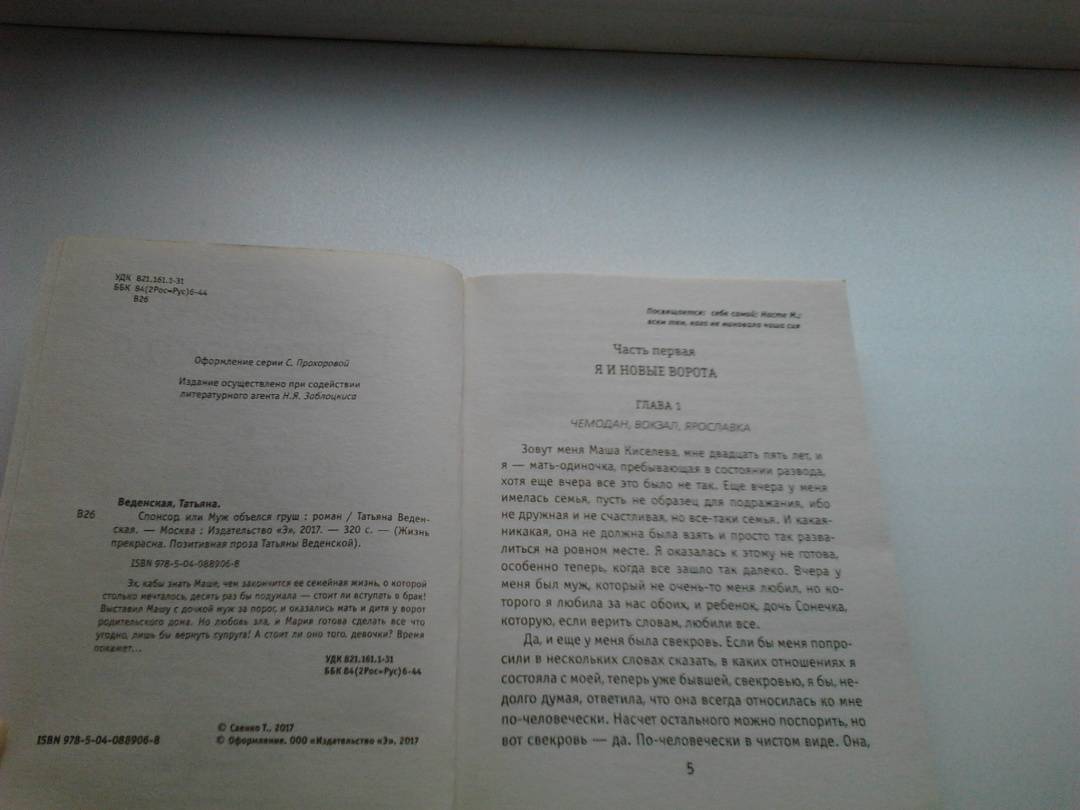 УДК 821.161.1-31
ББК 84(2Рос=Рус)6-44
В26
Оформление серии С. Прохоровой
Издание осуществлено при содействии
литературного агента Н.Я. Заблоцкиса
Веденская, Татьяна.
В26 Спонсор, или Муж объелся груш : роман / Татьяна Веден-
ская. — Москва : Издательство «Э», 2017. — 320 с. — (Жизнь
прекрасна. Позитивная проза Татьяны Веденской).
ISBN 978-5-04-088906-8
Эх, кабы знать Маше, чем закончится ее семейная жизнь, о которой
столько мечталось, десять раз бы подумала — стоит ли вступать в брак!
Выставил Машу с дочкой муж за порог, и оказались мать и дитя у ворот
родительского дома. Но любовь зла, и Мария готова сделать все что
угодно, лишь бы вернуть супруга! А стоит ли оно того, девочки? Время
покажет...
УДК 821.161.1-31
ББК 84(2Рос=Рус)6-44
© Саенко Т., 2017
ISBN 978-5-04-088906-8 © Оформление. ООО «Издательство «Э», 2017
Посвящается: себе самой; Насте М.;
всем тем, кого не миновала чаша сия
Часть первая
Я И НОВЫЕ ВОРОТА
ГЛАВА 1
ЧЕМОДАН, ВОКЗАЛ, ЯРОСЛАВКА
Зовут меня Маша Киселева, мне двадцать пять лет, и
я — мать-одиночка, пребывающая в состоянии развода,
хотя еще вчера все это было не так. Еще вчера у меня
имелась семья, пусть не образец для подражания, ибо
не дружная и не счастливая, но все-таки семья. И какая-
никакая, она не должна была взять и просто так разва-
литься на ровном месте. Я оказалась к этому не готова,
особенно теперь, когда все зашло так далеко. Вчера у
меня был муж, который не очень-то меня любил, но ко-
торого я любила за нас обоих, и ребенок, дочь Сонечка,
которую, если верить словам, любили все.
Да, и еще у меня была свекровь. Если бы меня попро-
сили в нескольких словах сказать, в каких отношениях я
состояла с моей, теперь уже бывшей, свекровью, я бы, не-
долго думая, ответила, что она всегда относилась ко мне
по-человечески. Насчет остального можно поспорить, но
вот свекровь — да. По-человечески в чистом виде. Она,
5